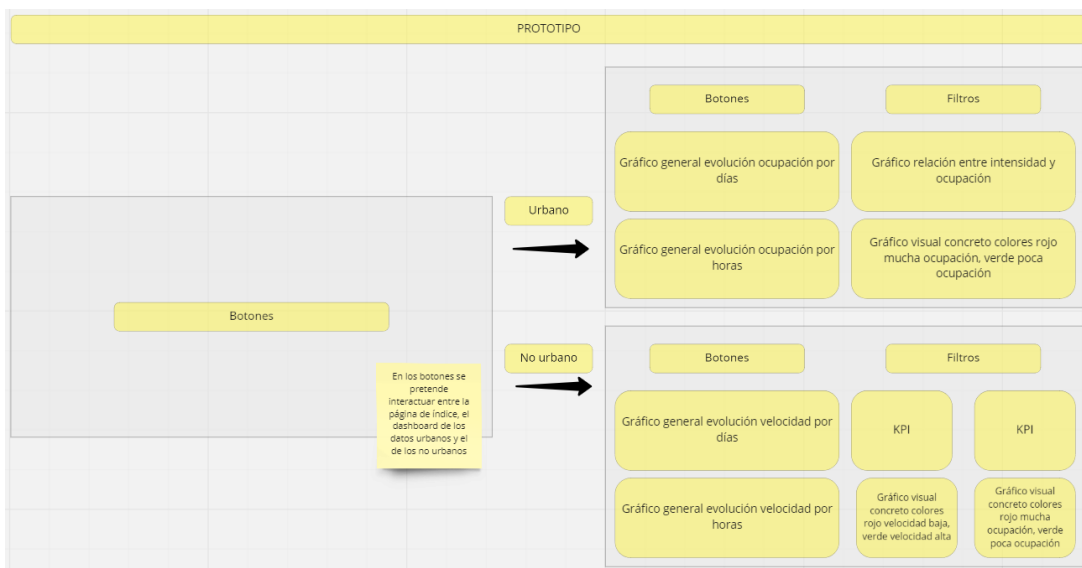 PROTOTIPO
Botones
En los botones se
pretende
interactuar entre la
página de índice, el
dashboard de los
datos urbanos y el
de los no urbanos
Urbano
Botones
Filtros
Gráfico general evolución ocupación por
días
Gráfico relación entre intensidad y
ocupación
Gráfico general evolución ocupación por
horas
Gráfico visual concreto colores rojo
mucha ocupación, verde poca
ocupación
No urbano
Botones
Filtros
Gráfico general evolución velocidad por
días
KPI
KPI
Gráfico general evolución velocidad por
horas
Gráfico visual
concreto colores
rojo velocidad baja,
verde velocidad alta
Gráfico visual
concreto colores
rojo mucha
ocupación, verde
poca ocupación